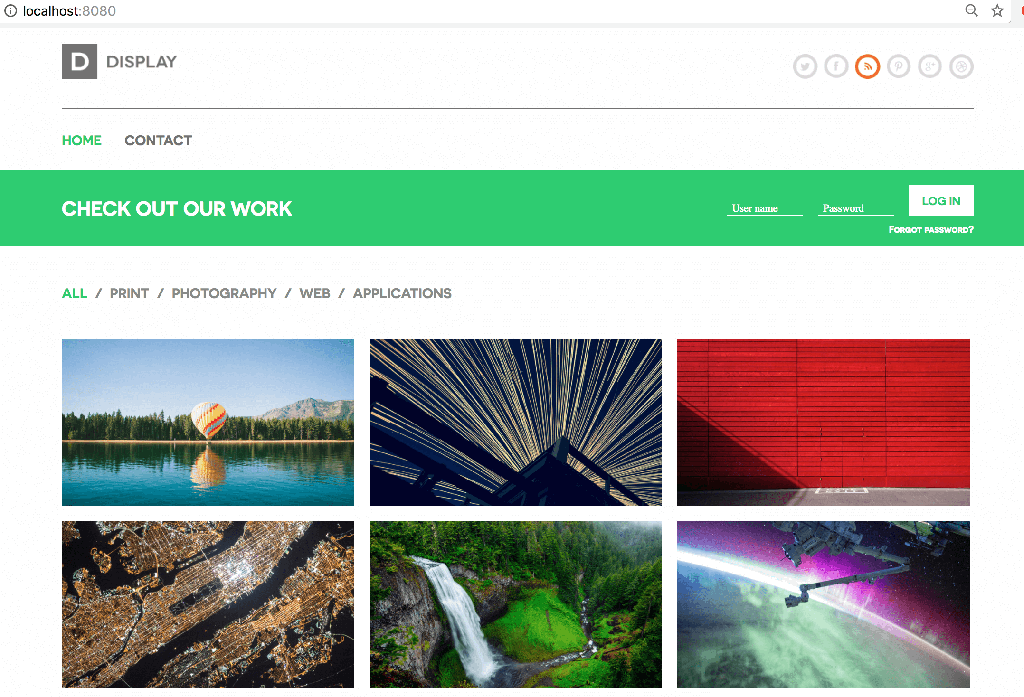 localhost:8080
D DISPLAY
HOME CONTACT
CHECK OUT OUR WORK
User name Password LOG IN
FORGOT PASSWORD?
ALL / PRINT / PHOTOGRAPHY / WEB / APPLICATIONS